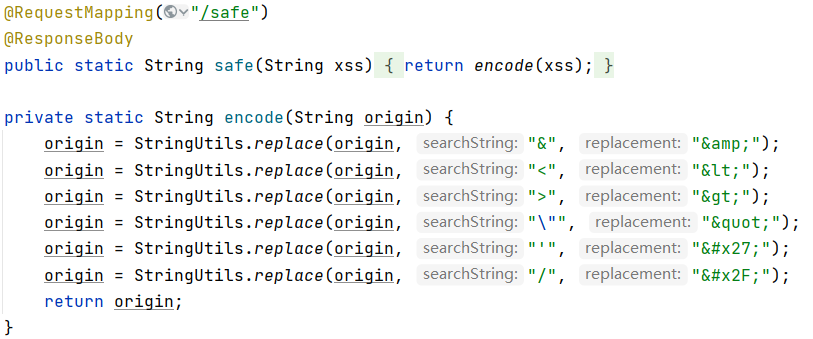 @RequestMapping("/safe")
@ResponseBody
public static String safe(String xss) { return encode(xss); }
private static String encode(String origin) {
origin = StringUtils.replace(origin, searchString: "&", replacement: "&amp;");
origin = StringUtils.replace(origin, searchString: "<", replacement: "&lt;");
origin = StringUtils.replace(origin, searchString: ">", replacement: "&gt;");
origin = StringUtils.replace(origin, searchString: "\"", replacement: "&quot;");
origin = StringUtils.replace(origin, searchString: "'", replacement: "&#x27;");
origin = StringUtils.replace(origin, searchString: "/", replacement: "&#x2F;");
return origin;
}